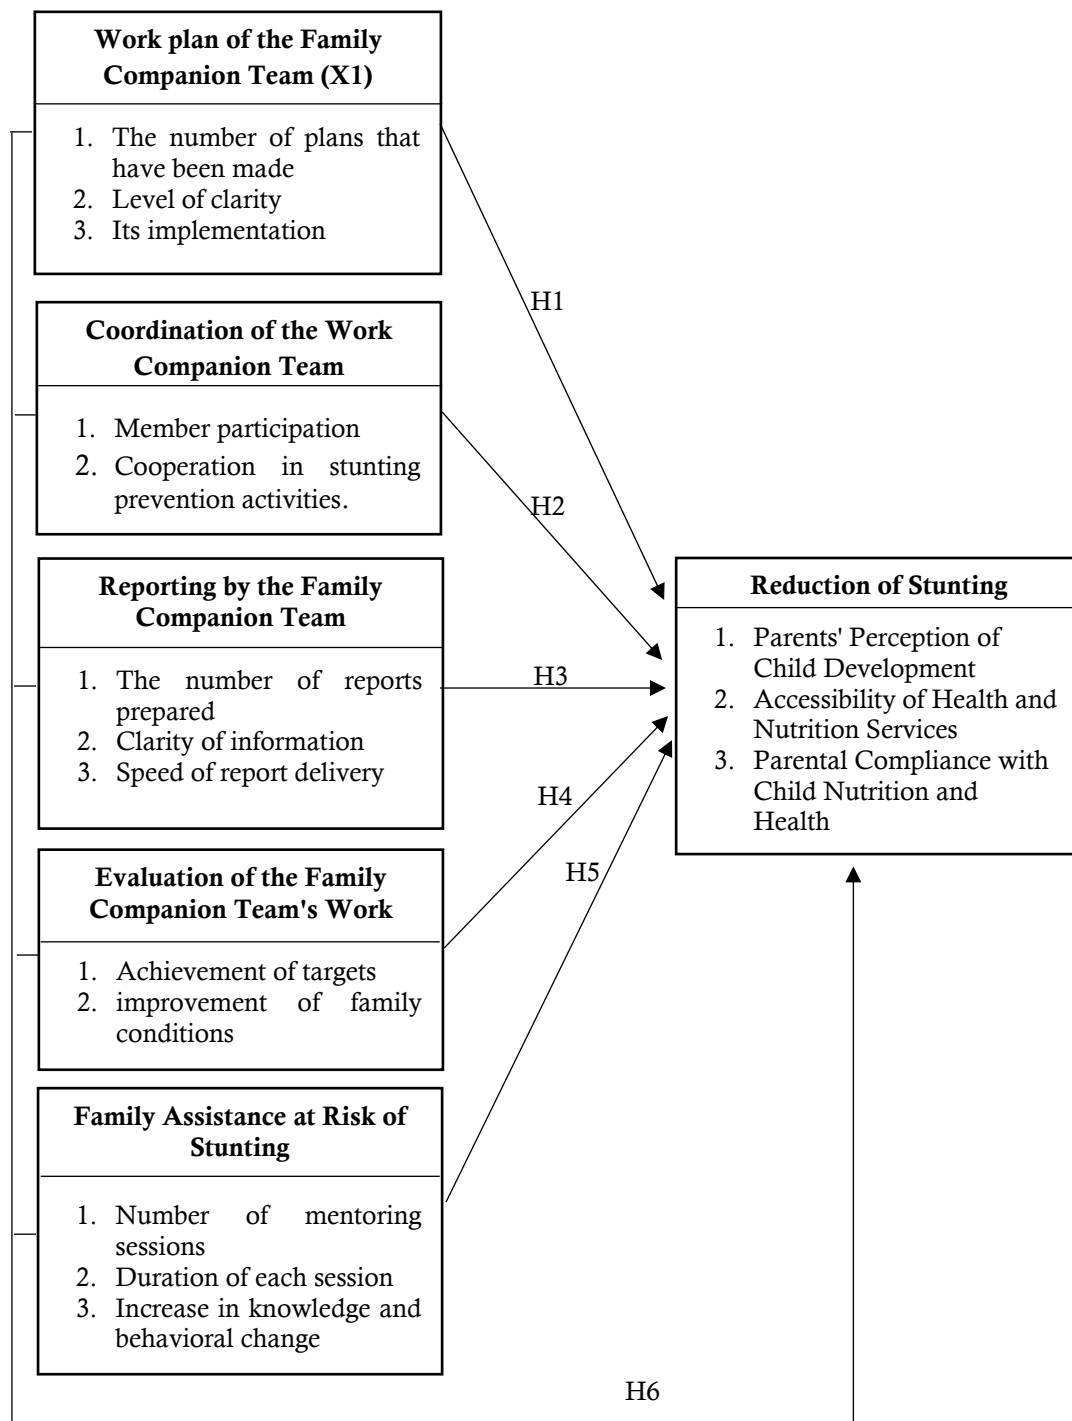 Work plan of the Family
Companion Team (X1)
1. The number of plans that
have been made
2. Level of clarity
3. Its implementation
H1
Coordination of the Work
Companion Team
1. Member participation
2. Cooperation in stunting
prevention activities.
H2
Reporting by the Family
Companion Team
1. The number of reports
prepared
2. Clarity of information
3. Speed of report delivery
H3
Reduction of Stunting
1. Parents' Perception of
Child Development
2. Accessibility of Health and
Nutrition Services
3. Parental Compliance with
Child Nutrition and
Health
H4
Evaluation of the Family
Companion Team's Work
1. Achievement of targets
2. improvement of family
conditions
H5
Family Assistance at Risk of
Stunting
1. Number of mentoring
sessions
2. Duration of each session
3. Increase in knowledge and
behavioral change
H6